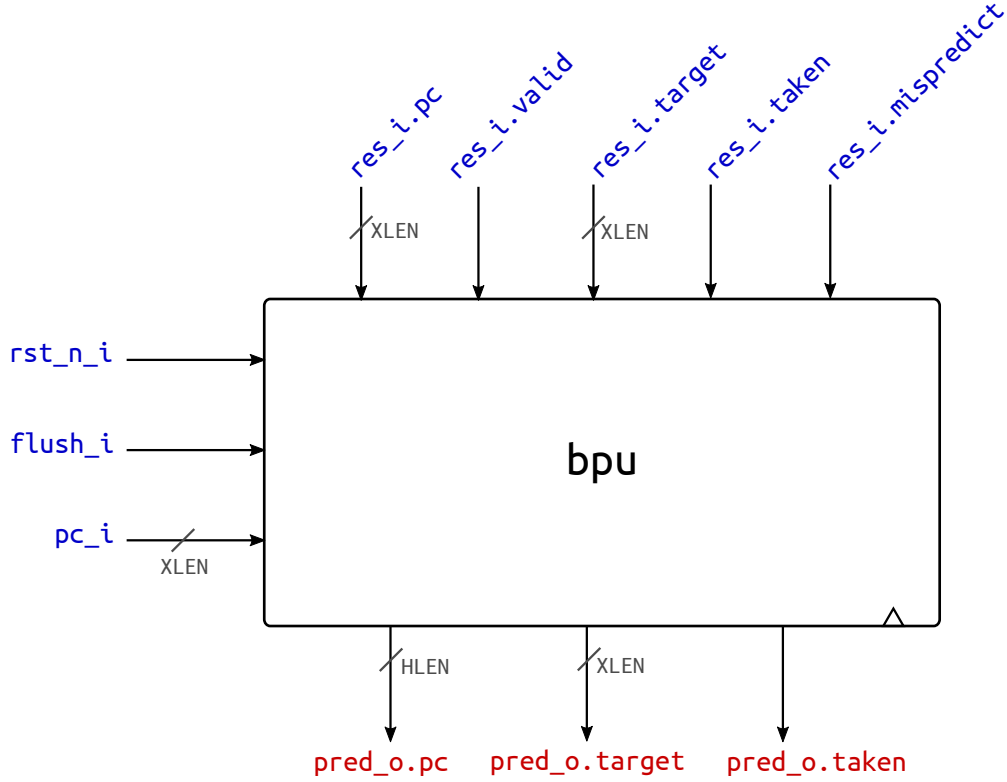 res_i.pc
res_i.valid
res_i.target
res_i.taken
res_i.mispredict
XLEN
XLEN
rst_n_i
flush_i
bpu
pc_i
XLEN
HLEN
XLEN
pred_o.pc
pred_o.target
pred_o.taken